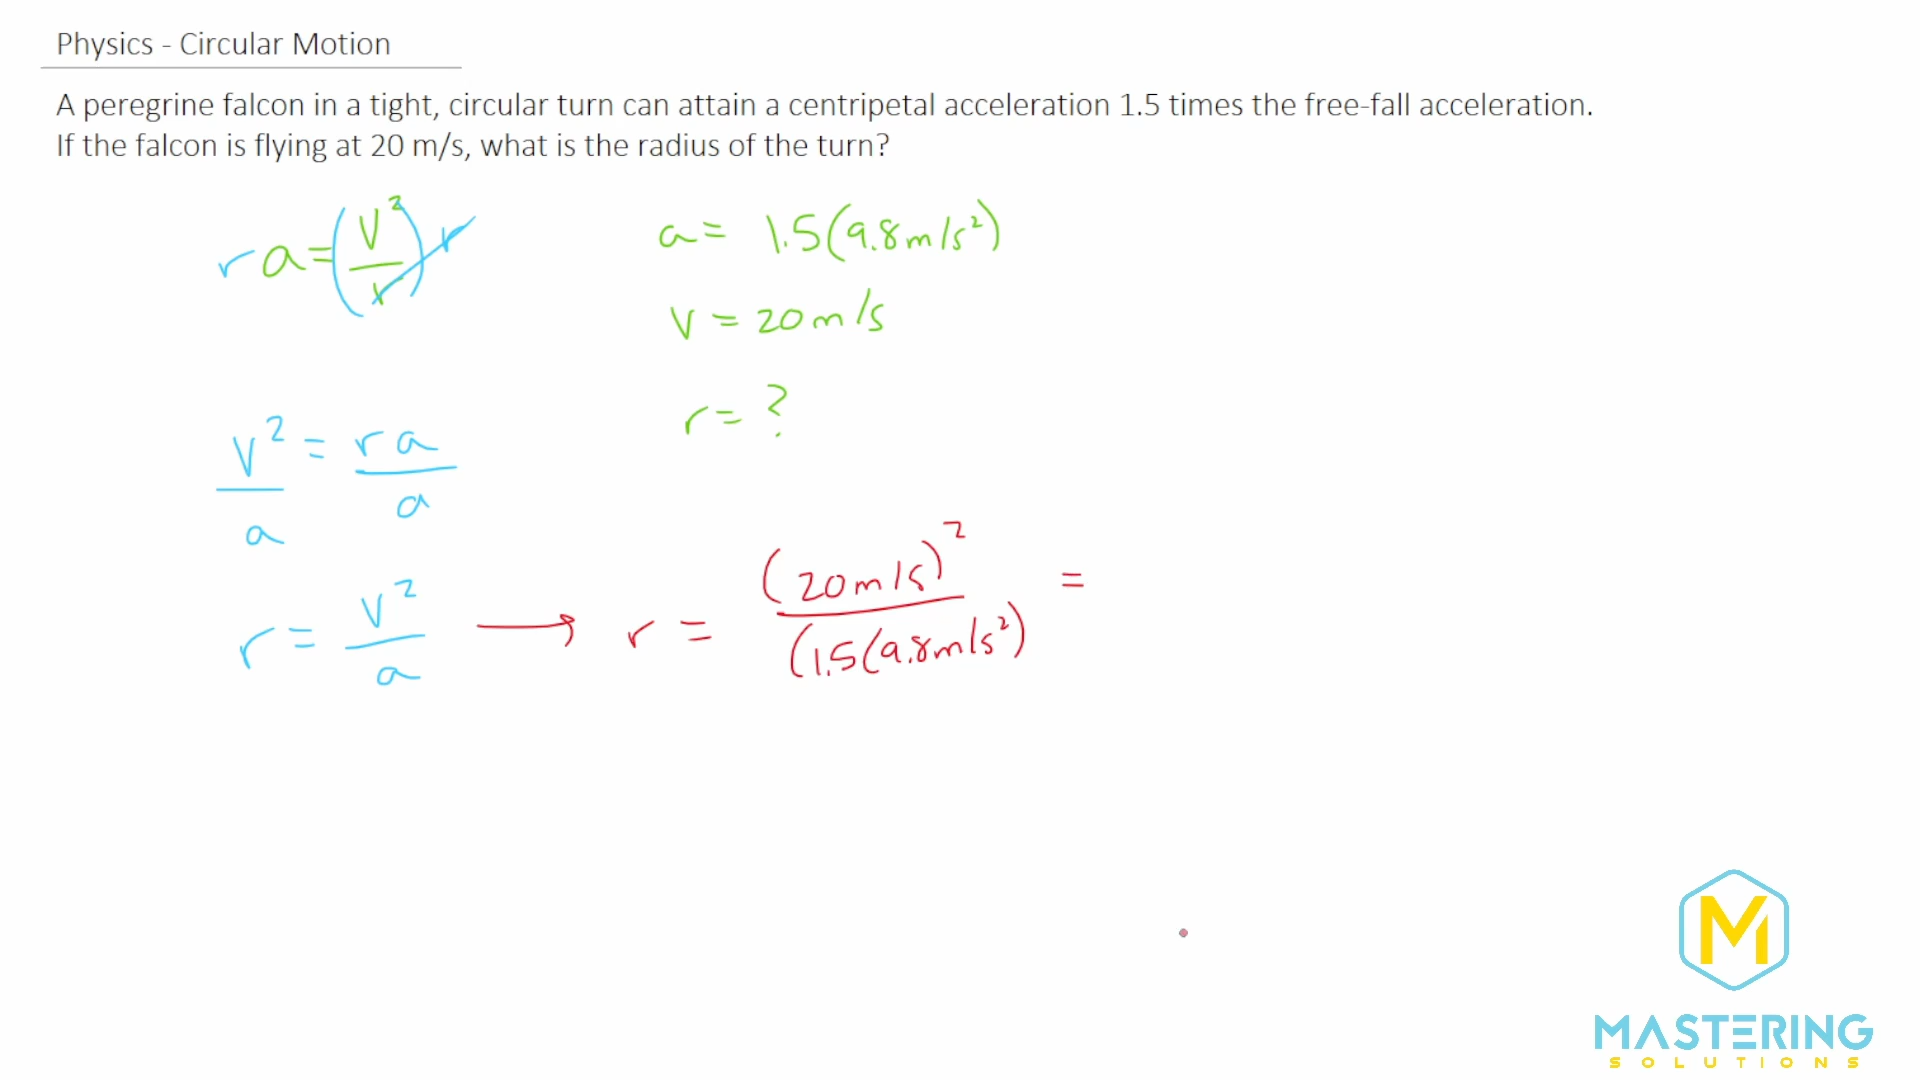 Physics - Circular Motion
A peregrine falcon in a tight, circular turn can attain a centripetal acceleration 1.5 times the free-fall acceleration.
If the falcon is flying at 20 m/s, what is the radius of the turn?
ra=(v²/r)r
a= 1.5(9.8m/s²)
v = 20m/s
r= ?
v²/a = ra/a
r = v²/a → r = (20m/s)²/(1.5(9.8m/s²) =
MASTERING
SOLUTIONS